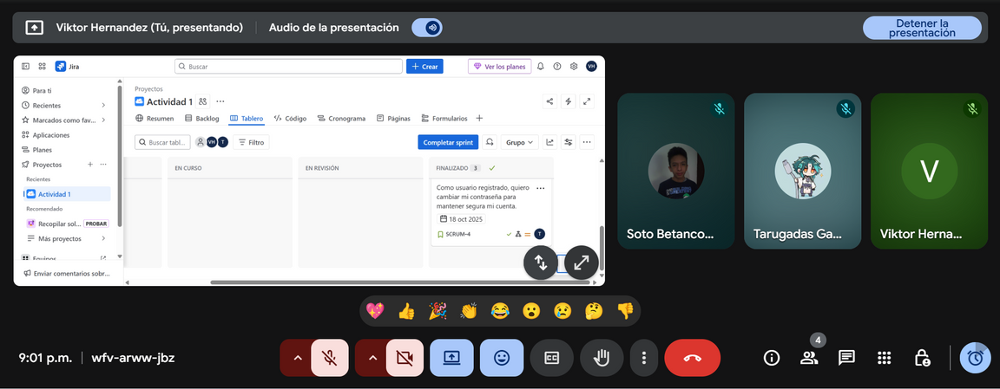 Viktor Hernandez (Tú, presentando)
Audio de la presentación
Detener la
presentación
Jira
Buscar
+ Crear
Ver los planes
VH
Para ti
Recientes
Marcados como fav...
Aplicaciones
Planes
Proyectos
Recientes
Actividad 1
Recomendado
Recopilar sol...
PROBAR
Más proyectos
Equipos
Enviar comentarios sobr...
Proyectos
Actividad 1
Resumen
Backlog
Tablero
Código
Cronograma
Páginas
Formularios
Buscar tabl...
VH
T
Filtro
Completar sprint
Grupo
EN CURSO
EN REVISIÓN
FINALIZADO 3
Como usuario registrado, quiero
cambiar mi contraseña para
mantener segura mi cuenta.
18 oct 2025
SCRUM-4
T
Soto Betanco...
Tarugadas Ga...
V
Viktor Herna...
9:01 p.m.
wfv-arww-jbz
4